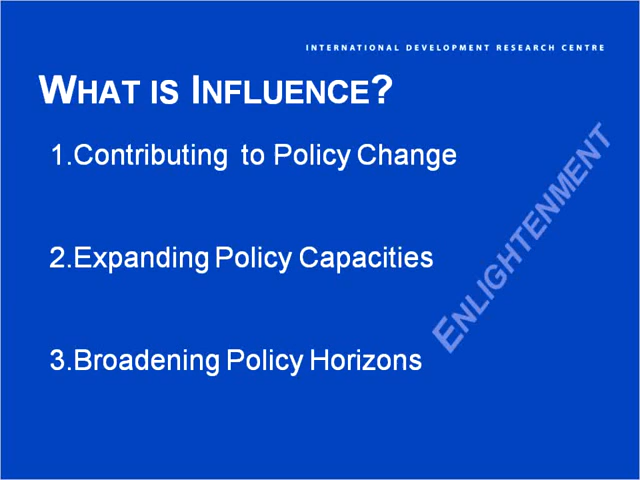 INTERNATIONAL DEVELOPMENT RESEARCH CENTRE
WHAT IS INFLUENCE?
1.Contributing to Policy Change
2.Expanding Policy Capacities
3.Broadening Policy Horizons
ENLIGHTENMENT